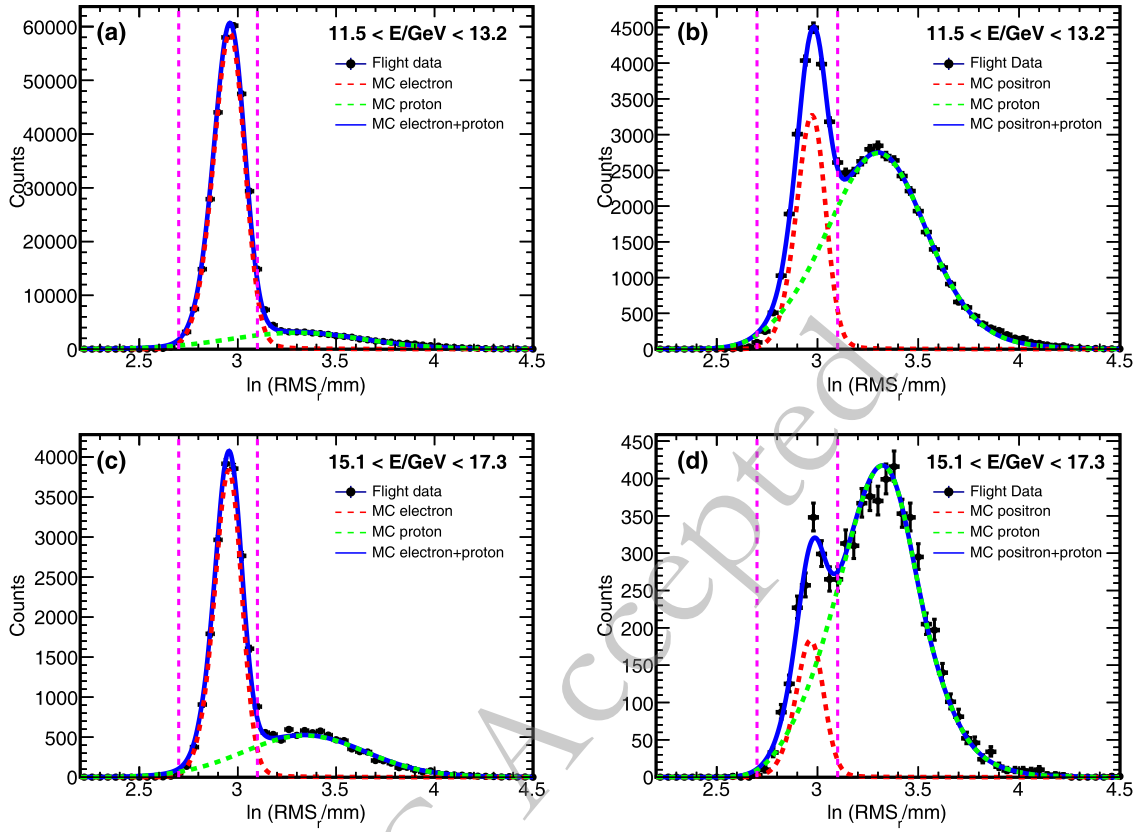 (a) 11.5 < E/GeV < 13.2
Flight data
MC electron
MC proton
MC electron+proton
Counts
60000
50000
40000
30000
20000
10000
0
2.5 3 3.5 4 4.5
ln (RMSr/mm)
(b) 11.5 < E/GeV < 13.2
Flight Data
MC positron
MC proton
MC positron+proton
Counts
4500
4000
3500
3000
2500
2000
1500
1000
500
0
2.5 3 3.5 4 4.5
ln (RMSr/mm)
(c) 15.1 < E/GeV < 17.3
Flight data
MC electron
MC proton
MC electron+proton
Counts
4000
3500
3000
2500
2000
1500
1000
500
0
2.5 3 3.5 4 4.5
ln (RMSr/mm)
(d) 15.1 < E/GeV < 17.3
Flight Data
MC positron
MC proton
MC positron+proton
Counts
450
400
350
300
250
200
150
100
50
0
2.5 3 3.5 4 4.5
ln (RMSr/mm)
Accepted